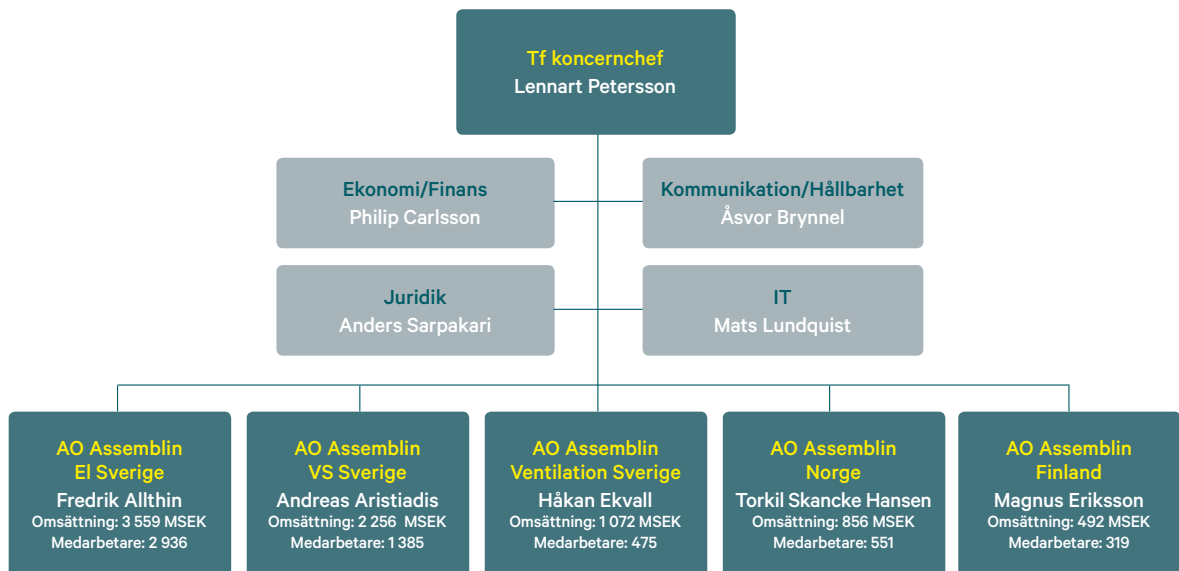 Tf koncernchef
Lennart Petersson
Ekonomi/Finans
Philip Carlsson
Kommunikation/Hållbarhet
Åsvor Brynnel
Juridik
Anders Sarpakari
IT
Mats Lundquist
AO Assemblin
El Sverige
Fredrik Allthin
Omsättning: 3 559 MSEK
Medarbetare: 2 936
AO Assemblin
VS Sverige
Andreas Aristiadis
Omsättning: 2 256 MSEK
Medarbetare: 1 385
AO Assemblin
Ventilation Sverige
Håkan Ekvall
Omsättning: 1 072 MSEK
Medarbetare: 475
AO Assemblin
Norge
Torkil Skancke Hansen
Omsättning: 856 MSEK
Medarbetare: 551
AO Assemblin
Finland
Magnus Eriksson
Omsättning: 492 MSEK
Medarbetare: 319